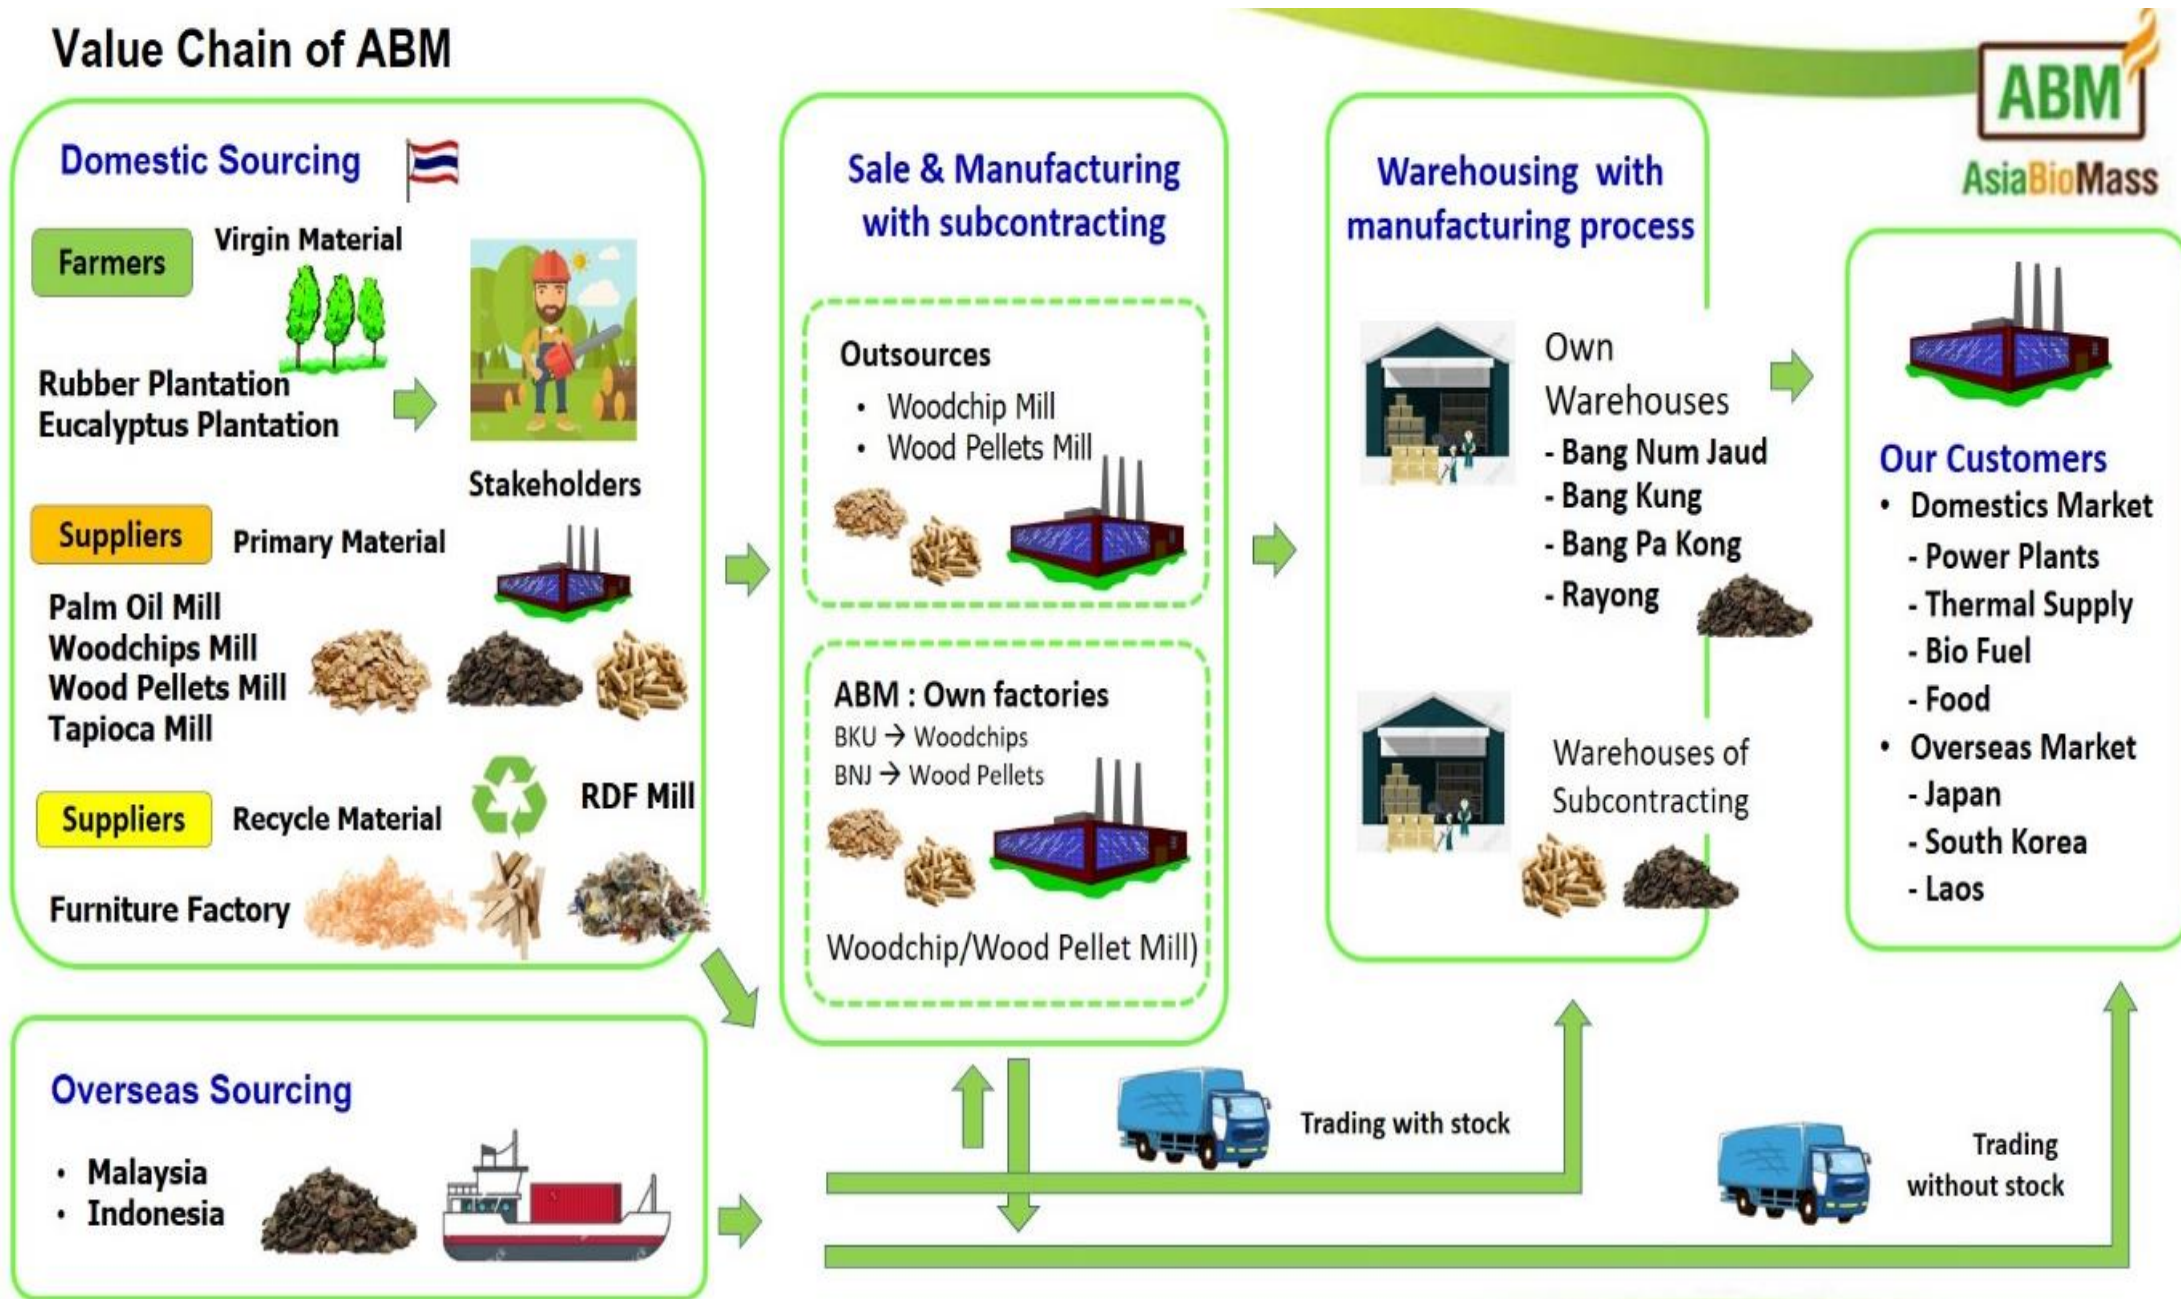 Value Chain of ABM
ABM
AsiaBioMass
Domestic Sourcing
Farmers
Virgin Material
Rubber Plantation
Eucalyptus Plantation
Stakeholders
Suppliers
Primary Material
Palm Oil Mill
Woodchips Mill
Wood Pellets Mill
Tapioca Mill
Suppliers
Recycle Material
RDF Mill
Furniture Factory
Overseas Sourcing
• Malaysia
• Indonesia
Sale & Manufacturing
with subcontracting
Outsources
• Woodchip Mill
• Wood Pellets Mill
ABM : Own factories
BKU → Woodchips
BNJ → Wood Pellets
Woodchip/Wood Pellet Mill)
Warehousing with
manufacturing process
Own
Warehouses
- Bang Num Jaud
- Bang Kung
- Bang Pa Kong
- Rayong
Warehouses of
Subcontracting
Our Customers
• Domestics Market
- Power Plants
- Thermal Supply
- Bio Fuel
- Food
• Overseas Market
- Japan
- South Korea
- Laos
Trading with stock
Trading
without stock